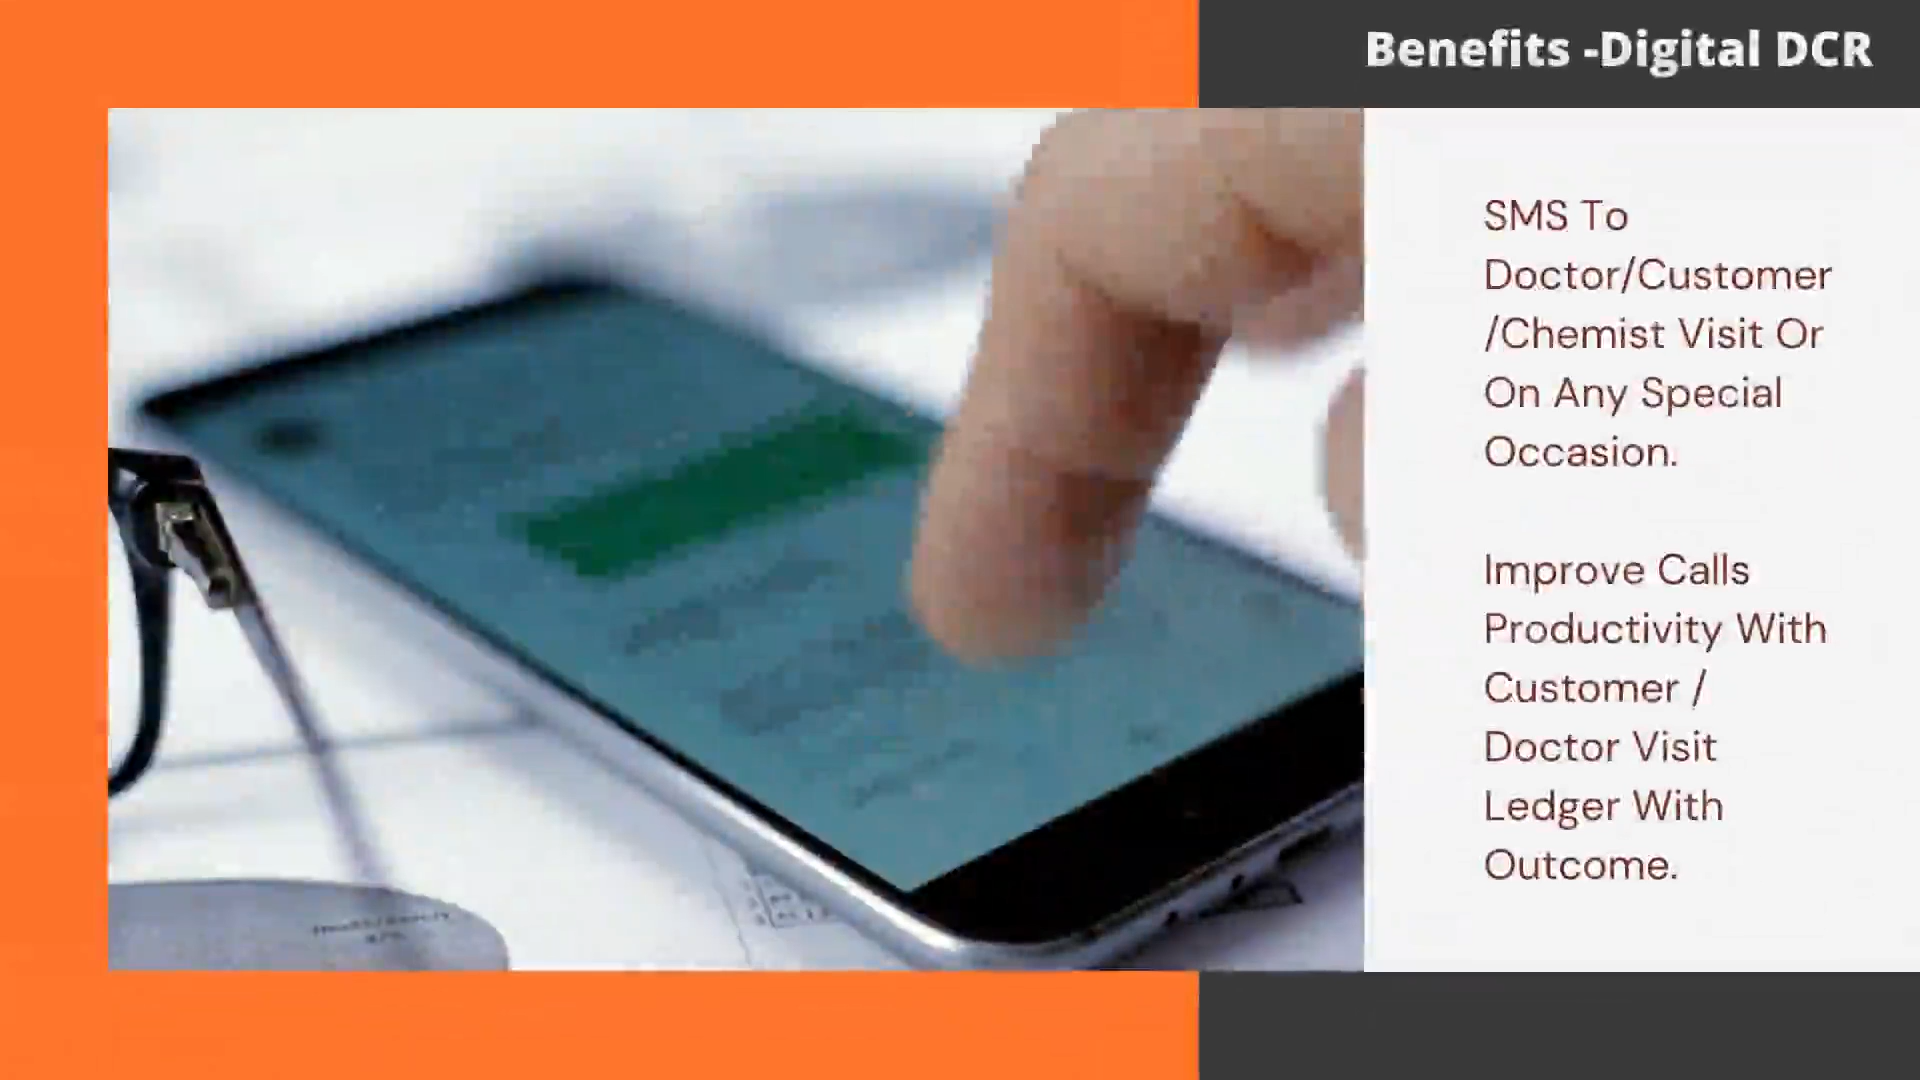 Benefits -Digital DCR
SMS To
Doctor/Customer
/Chemist Visit Or
On Any Special
Occasion.
Improve Calls
Productivity With
Customer /
Doctor Visit
Ledger With
Outcome.